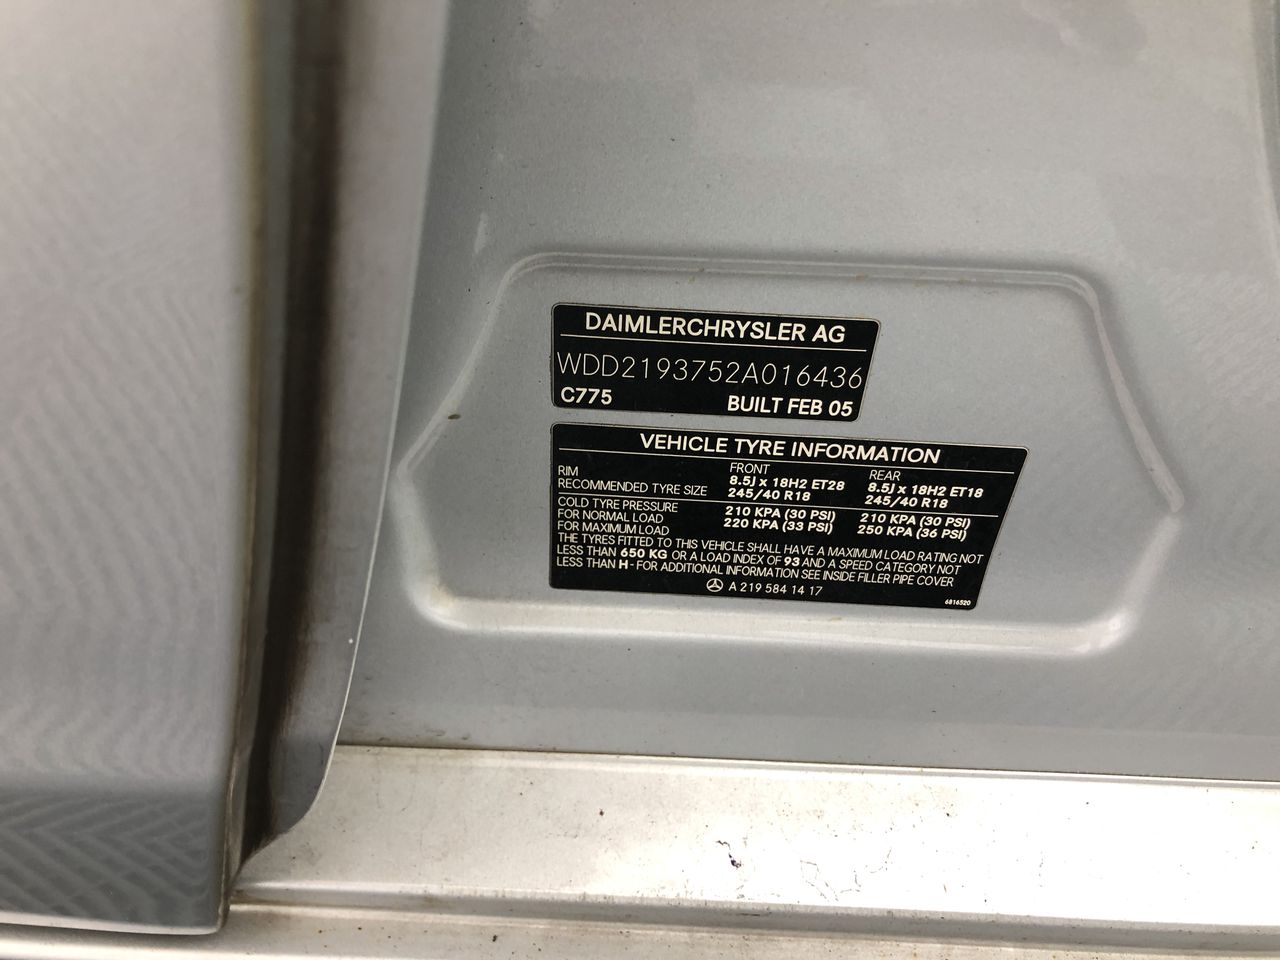 DAIMLERCHRYSLER AG
WDD2193752A016436
C775 BUILT FEB 05
VEHICLE TYRE INFORMATION
FRONT REAR
RIM 8.5J x 18H2 ET28 8.5J x 18H2 ET18
RECOMMENDED TYRE SIZE 245/40 R18 245/40 R18
COLD TYRE PRESSURE
FOR NORMAL LOAD 210 KPA (30 PSI) 210 KPA (30 PSI)
FOR MAXIMUM LOAD 220 KPA (33 PSI) 250 KPA (36 PSI)
THE TYRES FITTED TO THIS VEHICLE SHALL HAVE A MAXIMUM LOAD RATING NOT
LESS THAN 650 KG OR A LOAD INDEX OF 93 AND A SPEED CATEGORY NOT
LESS THAN H - FOR ADDITIONAL INFORMATION SEE INSIDE FILLER PIPE COVER
A 219 584 14 17
6816520